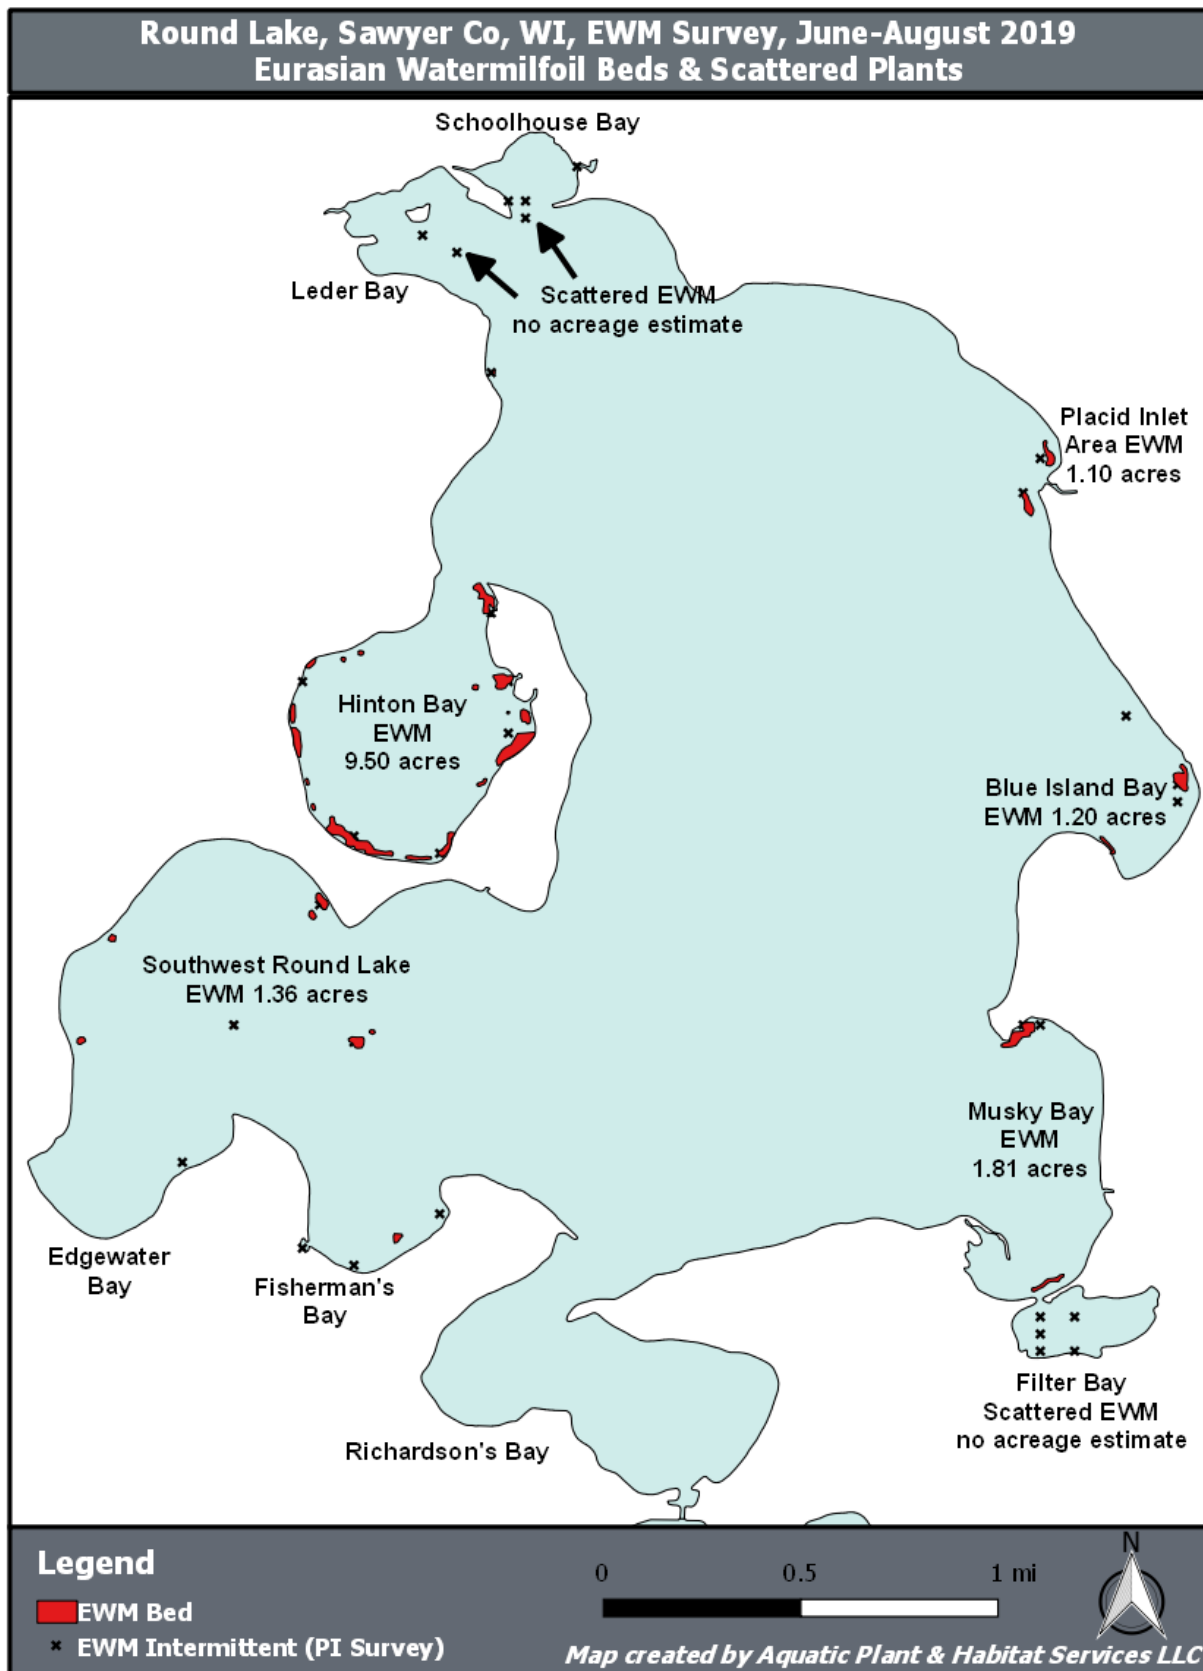 Round Lake, Sawyer Co, WI, EWM Survey, June-August 2019
Eurasian Watermilfoil Beds & Scattered Plants
Schoolhouse Bay
Leder Bay
Scattered EWM
no acreage estimate
Placid Inlet
Area EWM
1.10 acres
Hinton Bay
EWM
9.50 acres
Blue Island Bay
EWM 1.20 acres
Southwest Round Lake
EWM 1.36 acres
Musky Bay
EWM
1.81 acres
Edgewater
Bay
Fisherman's
Bay
Filter Bay
Scattered EWM
no acreage estimate
Richardson's Bay
Legend
EWM Bed
EWM Intermittent (PI Survey)
0 0.5 1 mi
N
Map created by Aquatic Plant & Habitat Services LLC